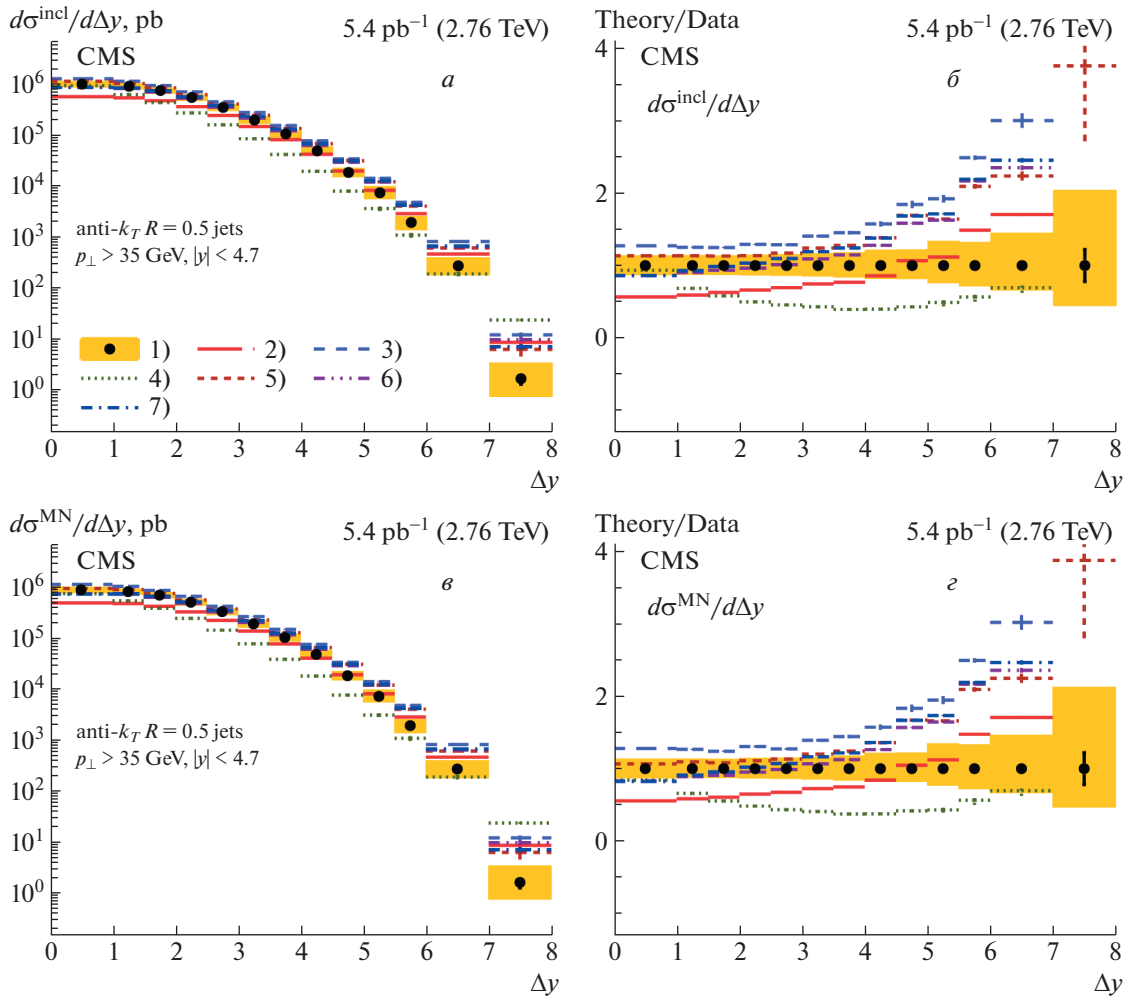 dσ^incl/dΔy, pb
5.4 pb⁻¹ (2.76 TeV)
CMS
а
10⁶
10⁵
10⁴
10³
10²
10¹
10⁰
anti-k_T R = 0.5 jets
p_⊥ > 35 GeV, |y| < 4.7
1) 2) 3)
4) 5) 6)
7)
0 1 2 3 4 5 6 7 8
Δy
Theory/Data
5.4 pb⁻¹ (2.76 TeV)
CMS
б
dσ^incl/dΔy
4
2
0
0 1 2 3 4 5 6 7 8
Δy
dσ^MN/dΔy, pb
5.4 pb⁻¹ (2.76 TeV)
CMS
в
10⁶
10⁵
10⁴
10³
10²
10¹
10⁰
anti-k_T R = 0.5 jets
p_⊥ > 35 GeV, |y| < 4.7
0 1 2 3 4 5 6 7 8
Δy
Theory/Data
5.4 pb⁻¹ (2.76 TeV)
CMS
г
dσ^MN/dΔy
4
2
0
0 1 2 3 4 5 6 7 8
Δy